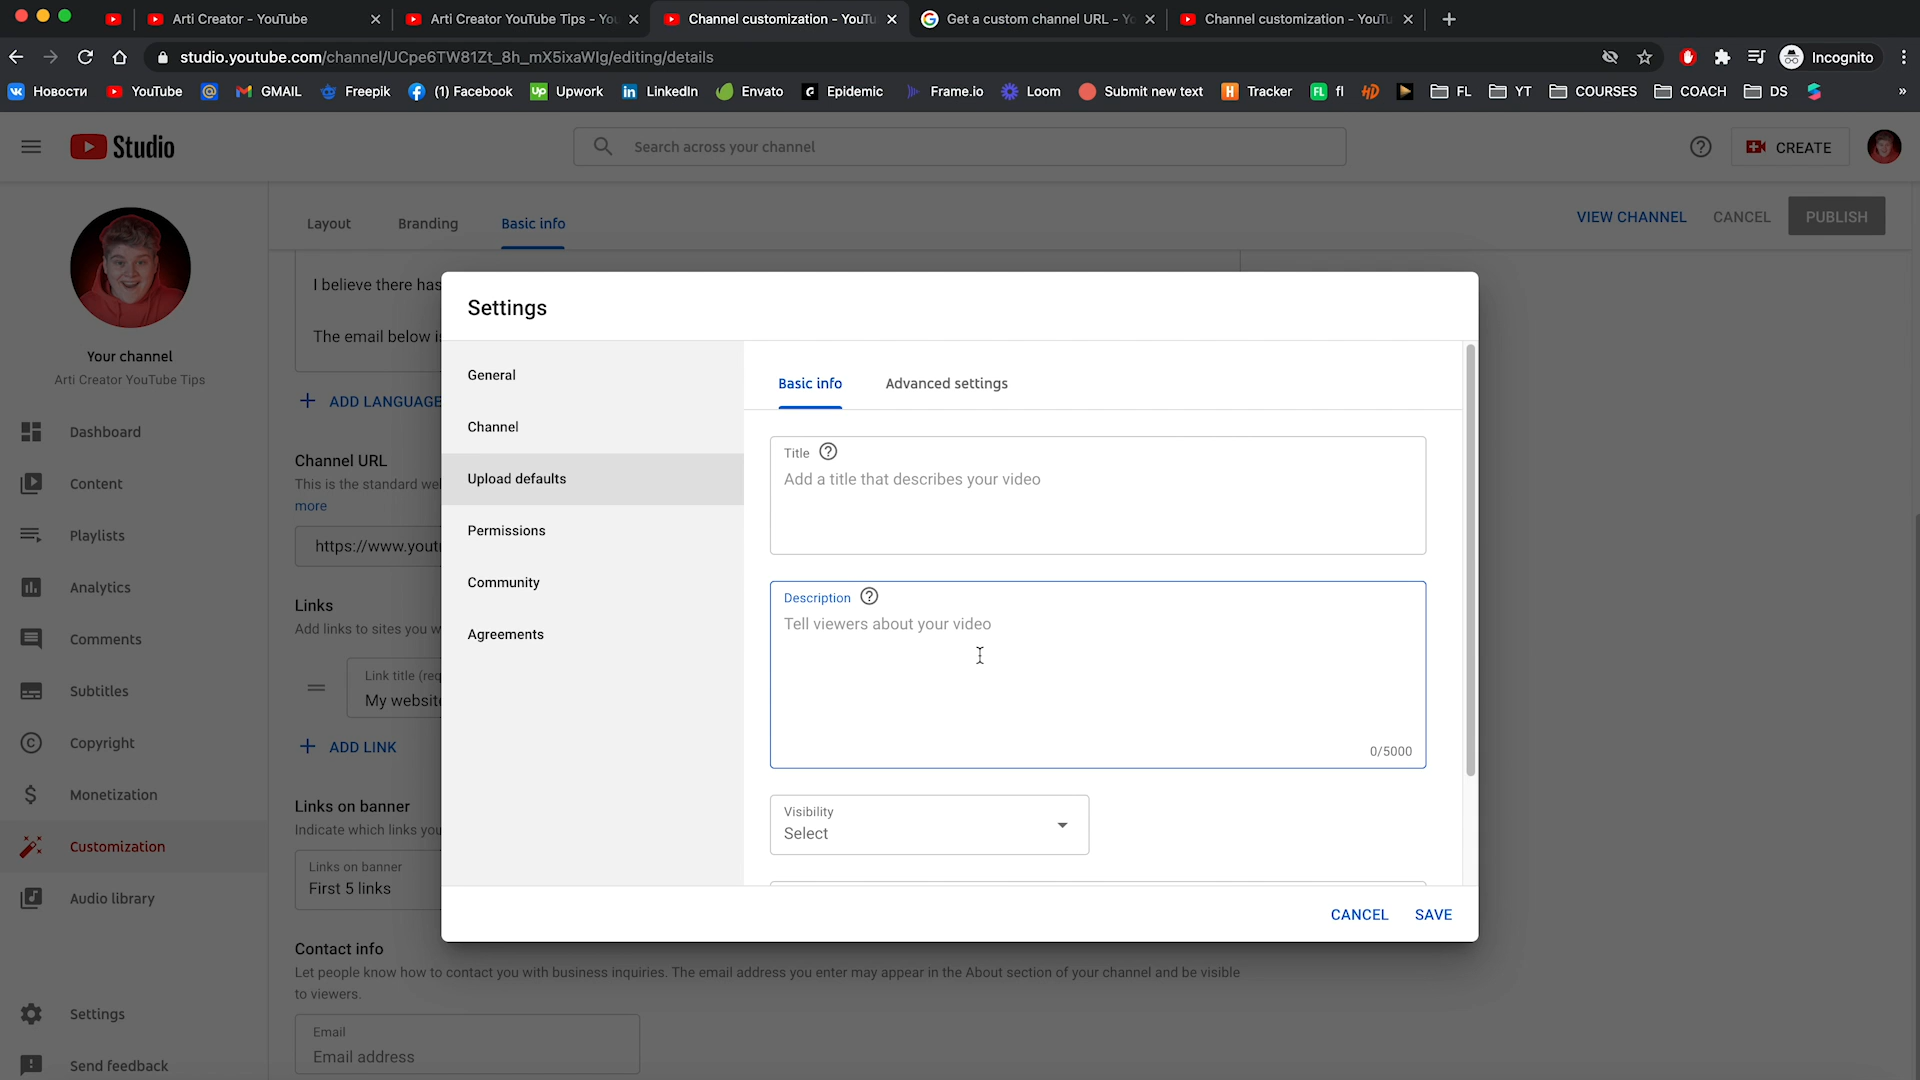 Arti Creator - YouTube
Arti Creator YouTube Tips - Yo
Channel customization - YouTu
Get a custom channel URL - Yo
Channel customization - YouTu
studio.youtube.com/channel/UCpe6TW81Zt_8h_mX5ixaWIg/editing/details
Incognito
Новости
YouTube
GMAIL
Freepik
(1) Facebook
Upwork
LinkedIn
Envato
Epidemic
Frame.io
Loom
Submit new text
Tracker
fl
FL
YT
COURSES
COACH
DS
Studio
Search across your channel
CREATE
Layout
Branding
Basic info
VIEW CHANNEL
CANCEL
PUBLISH
Your channel
Arti Creator YouTube Tips
Dashboard
Content
Playlists
Analytics
Comments
Subtitles
Copyright
Monetization
Customization
Audio library
Settings
Send feedback
I believe there has
The email below i
ADD LANGUAGE
Channel URL
This is the standard we
more
https://www.yout
Links
Add links to sites you w
Link title (req
My website
ADD LINK
Links on banner
Indicate which links you
Links on banner
First 5 links
Contact info
Let people know how to contact you with business inquiries. The email address you enter may appear in the About section of your channel and be visible
to viewers.
Email
Email address
Settings
General
Channel
Upload defaults
Permissions
Community
Agreements
Basic info
Advanced settings
Title
Add a title that describes your video
Description
Tell viewers about your video
0/5000
Visibility
Select
CANCEL
SAVE